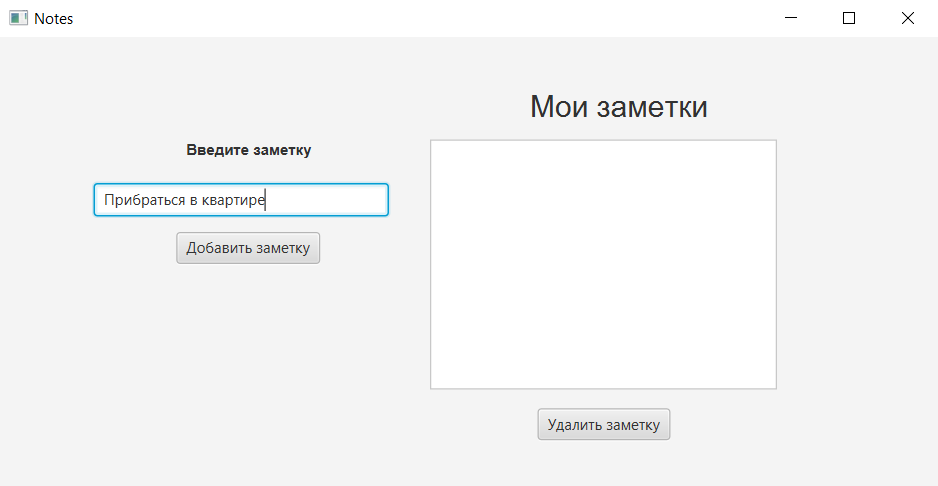 Notes
Мои заметки
Введите заметку
Прибраться в квартире
Добавить заметку
Удалить заметку